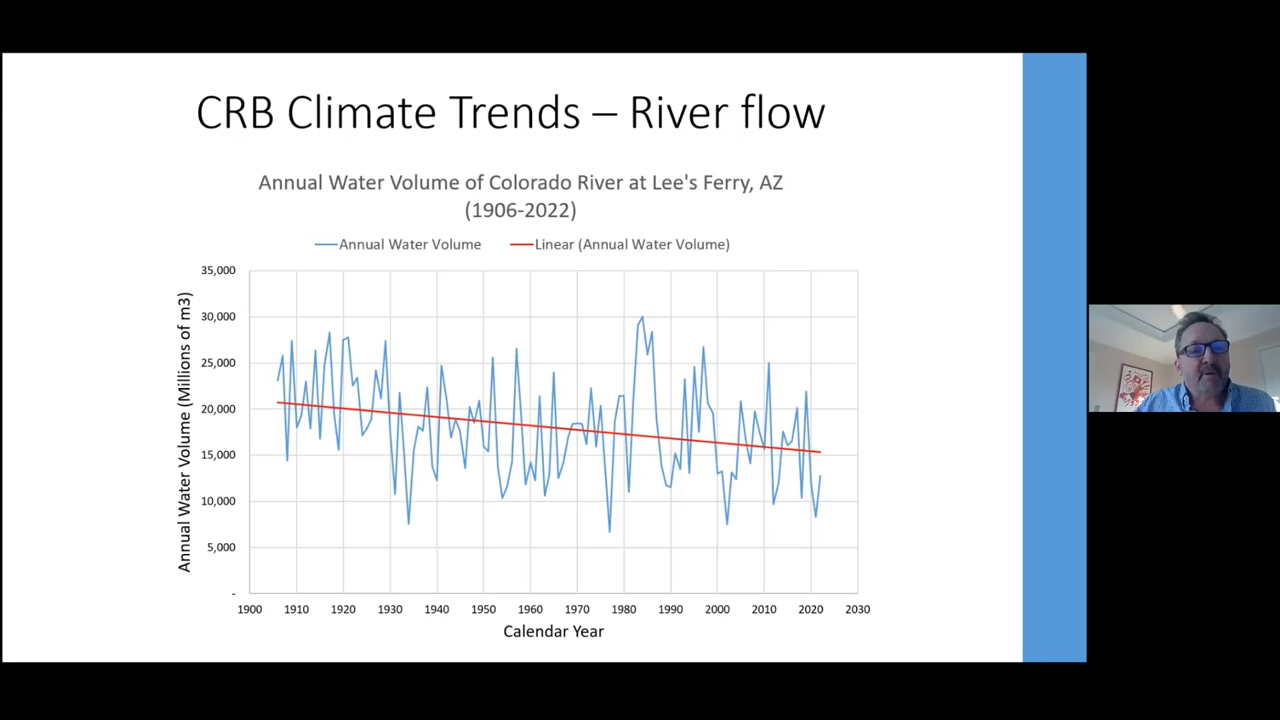 CRB Climate Trends – River flow
Annual Water Volume of Colorado River at Lee's Ferry, AZ
(1906-2022)
Annual Water Volume
Linear (Annual Water Volume)
Annual Water Volume (Millions of m3)
35,000
30,000
25,000
20,000
15,000
10,000
5,000
-
1900 1910 1920 1930 1940 1950 1960 1970 1980 1990 2000 2010 2020 2030
Calendar Year